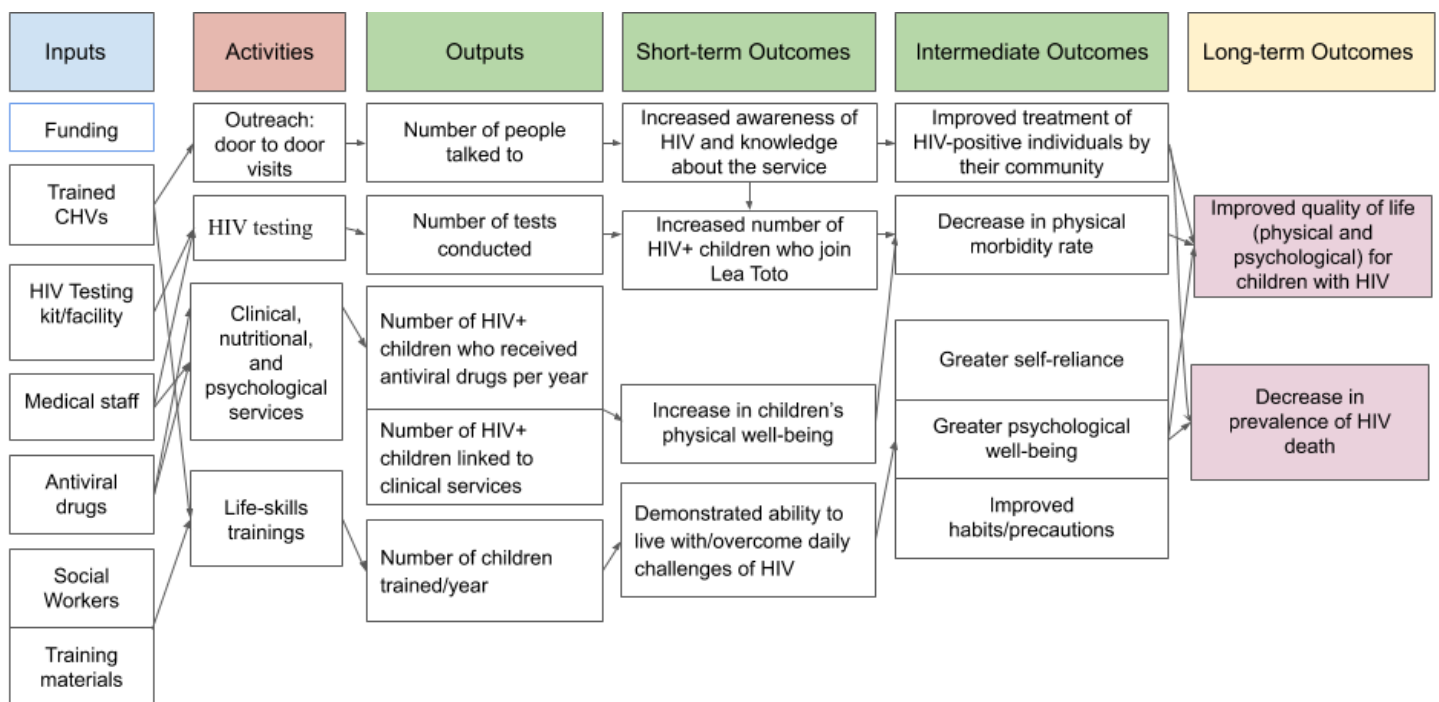 Inputs
Activities
Outputs
Short-term Outcomes
Intermediate Outcomes
Long-term Outcomes
Funding
Trained
CHVs
HIV Testing
kit/facility
Medical staff
Antiviral
drugs
Social
Workers
Training
materials
Outreach:
door to door
visits
HIV testing
Clinical,
nutritional,
and
psychological
services
Life-skills
trainings
Number of people
talked to
Number of tests
conducted
Number of HIV+
children who received
antiviral drugs per year
Number of HIV+
children linked to
clinical services
Number of children
trained/year
Increased awareness of
HIV and knowledge
about the service
Increased number of
HIV+ children who join
Lea Toto
Increase in children's
physical well-being
Demonstrated ability to
live with/overcome daily
challenges of HIV
Improved treatment of
HIV-positive individuals by
their community
Decrease in physical
morbidity rate
Greater self-reliance
Greater psychological
well-being
Improved
habits/precautions
Improved quality of life
(physical and
psychological) for
children with HIV
Decrease in
prevalence of HIV
death